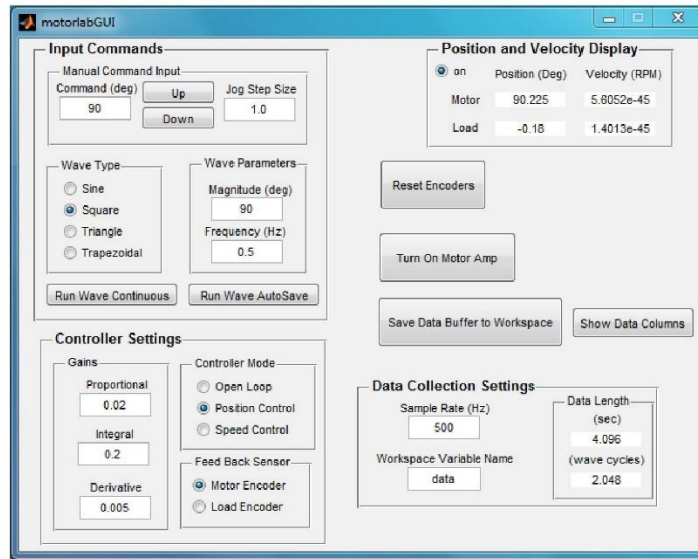 motorlabGUI
Input Commands
Manual Command Input
Command (deg)
90
Up
Down
Jog Step Size
1.0
Wave Type
Sine
Square
Triangle
Trapezoidal
Wave Parameters
Magnitude (deg)
90
Frequency (Hz)
0.5
Run Wave Continuous
Run Wave AutoSave
Position and Velocity Display
on Position (Deg) Velocity (RPM)
Motor 90.225 5.6052e-45
Load -0.18 1.4013e-45
Reset Encoders
Turn On Motor Amp
Save Data Buffer to Workspace
Show Data Columns
Controller Settings
Gains
Proportional
0.02
Integral
0.2
Derivative
0.005
Controller Mode
Open Loop
Position Control
Speed Control
Feed Back Sensor
Motor Encoder
Load Encoder
Data Collection Settings
Sample Rate (Hz)
500
Workspace Variable Name
data
Data Length
(sec)
4.096
(wave cycles)
2.048